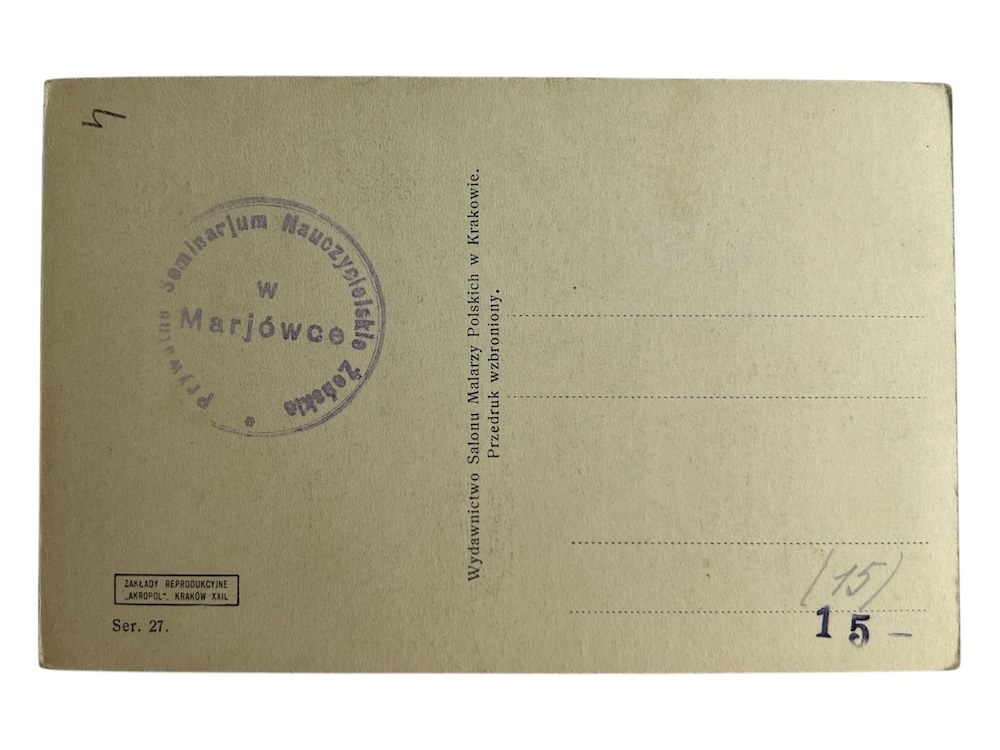 4
Prywatne Seminarjum Nauczycielskie Żeńskie *
w
Marjówce
Wydawnictwo Salonu Malarzy Polskich w Krakowie.
Przedruk wzbroniony.
ZAKŁADY REPRODUKCYJNE
„AKROPOL”, KRAKÓW XXII.
Ser. 27.
(15)
15 –